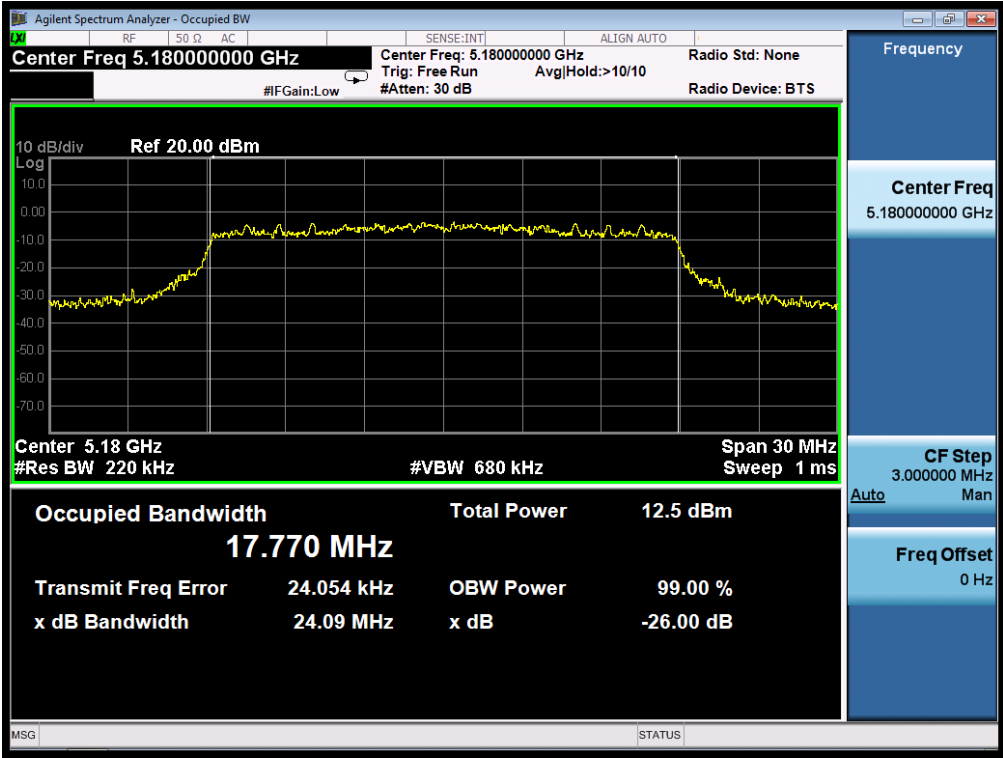 Agilent Spectrum Analyzer - Occupied BW
LXI RF 50 Ω AC SENSE:INT ALIGN AUTO
Center Freq 5.180000000 GHz
Center Freq: 5.180000000 GHz Radio Std: None
Trig: Free Run Avg|Hold:>10/10
#IFGain:Low #Atten: 30 dB Radio Device: BTS
10 dB/div Ref 20.00 dBm
Log
10.0
0.00
-10.0
-20.0
-30.0
-40.0
-50.0
-60.0
-70.0
Center 5.18 GHz Span 30 MHz
#Res BW 220 kHz #VBW 680 kHz Sweep 1 ms
Occupied Bandwidth Total Power 12.5 dBm
17.770 MHz
Transmit Freq Error 24.054 kHz OBW Power 99.00 %
x dB Bandwidth 24.09 MHz x dB -26.00 dB
Frequency
Center Freq
5.180000000 GHz
CF Step
3.000000 MHz
Auto Man
Freq Offset
0 Hz
MSG STATUS